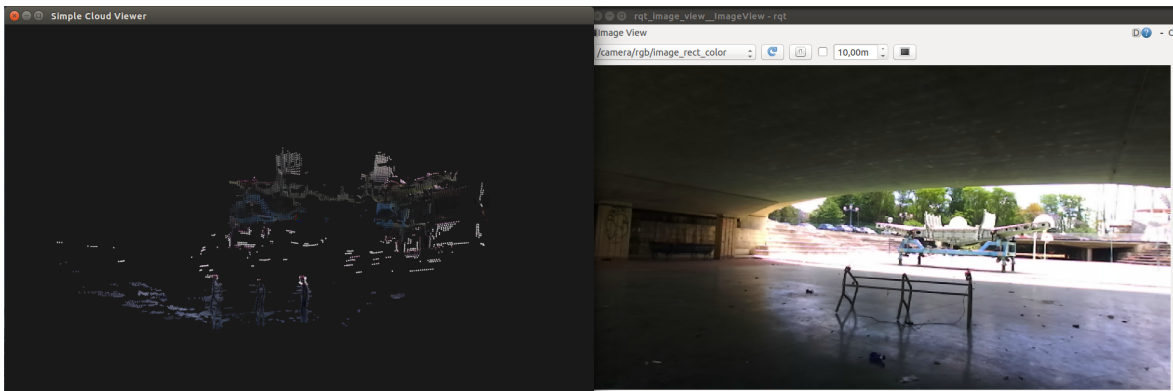 Simple Cloud Viewer
rqt_image_view__ImageView - rqt
Image View
D
/camera/rgb/image_rect_color
10,00m